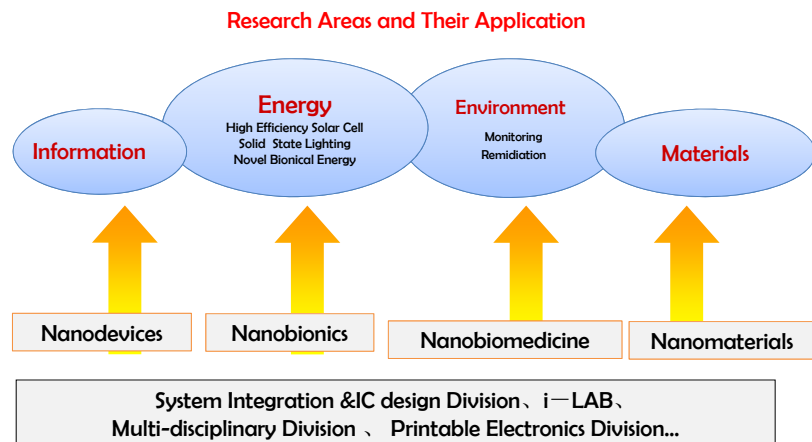 Research Areas and Their Application
Information
Energy
High Efficiency Solar Cell
Solid State Lighting
Novel Bionical Energy
Environment
Monitoring
Remidiation
Materials
Nanodevices
Nanobionics
Nanobiomedicine
Nanomaterials
System Integration &IC design Division、i－LAB、
Multi-disciplinary Division 、 Printable Electronics Division...